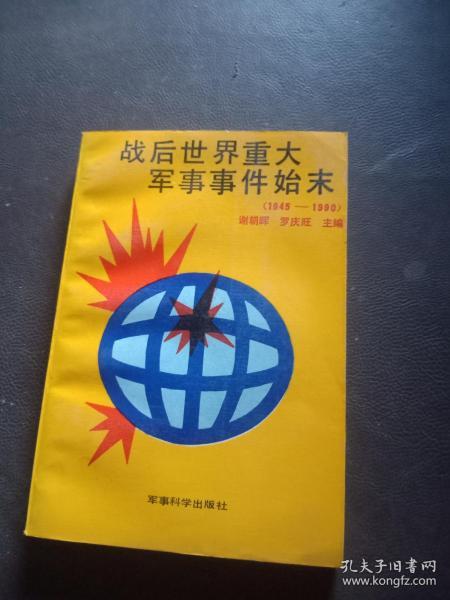 战后世界重大
军事事件始末
(1945—1990)
谢朝晖 罗庆旺 主编
军事科学出版社
孔夫子旧书网
www.kongfz.com